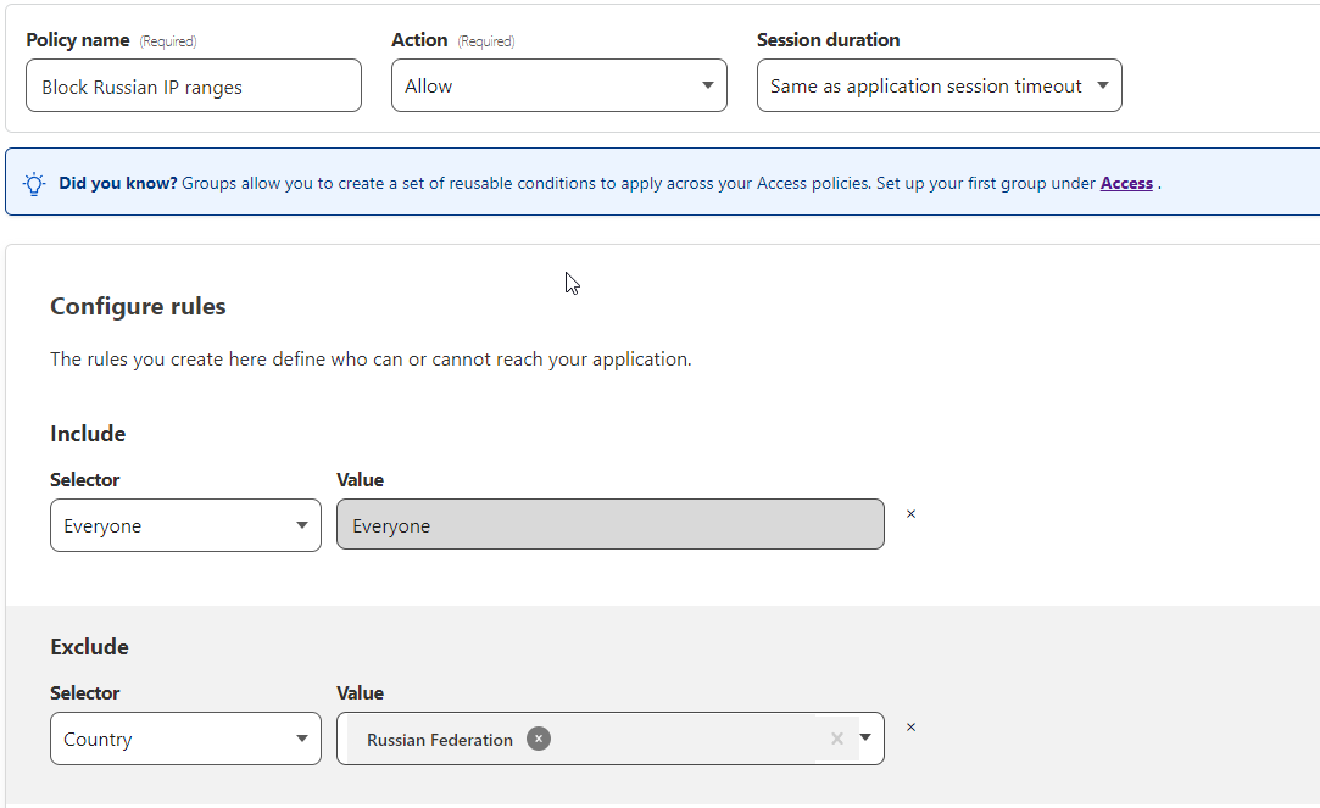 Policy name (Required)
Action (Required)
Session duration
Block Russian IP ranges
Allow
Same as application session timeout
Did you know? Groups allow you to create a set of reusable conditions to apply across your Access policies. Set up your first group under Access .
Configure rules
The rules you create here define who can or cannot reach your application.
Include
Selector
Value
Everyone
Everyone
×
Exclude
Selector
Value
Country
Russian Federation x
×
×